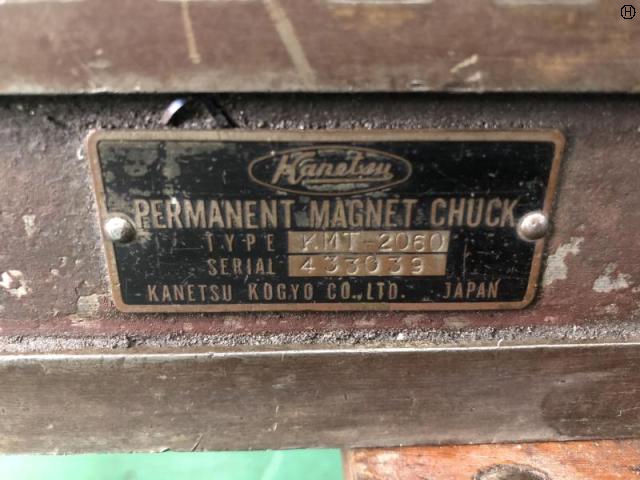 H
Kanetsu
PERMANENT MAGNET CHUCK
TYPE KMT-2060
SERIAL 433039
KANETSU KOGYO CO., LTD. JAPAN